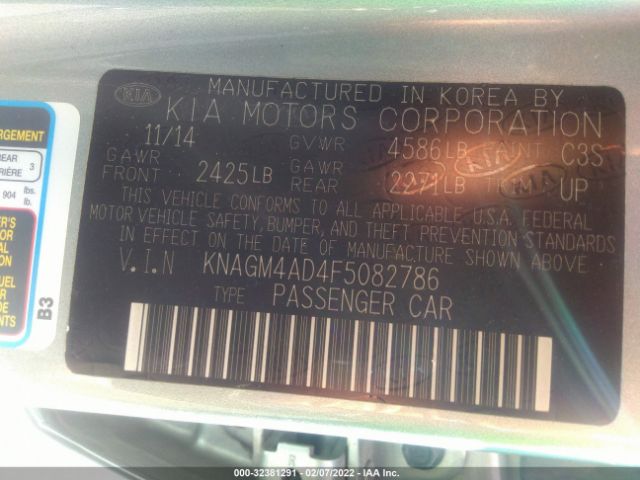 MANUFACTURED IN KOREA BY
KIA
KIA MOTORS CORPORATION
11/14 GVWR 4586LB PAINT C3S
GAWR FRONT 2425LB GAWR REAR 2271LB TRIM UP
THIS VEHICLE CONFORMS TO ALL APPLICABLE U.S.A. FEDERAL
MOTOR VEHICLE SAFETY, BUMPER, AND THEFT PREVENTION STANDARDS
IN EFFECT ON THE DATE OF MANUFACTURE SHOWN ABOVE
V.I.N KNAGM4AD4F5082786
TYPE PASSENGER CAR
REAR 3
904 lbs.
lb.
B3
000-32381291 - 02/07/2022 - IAA Inc.